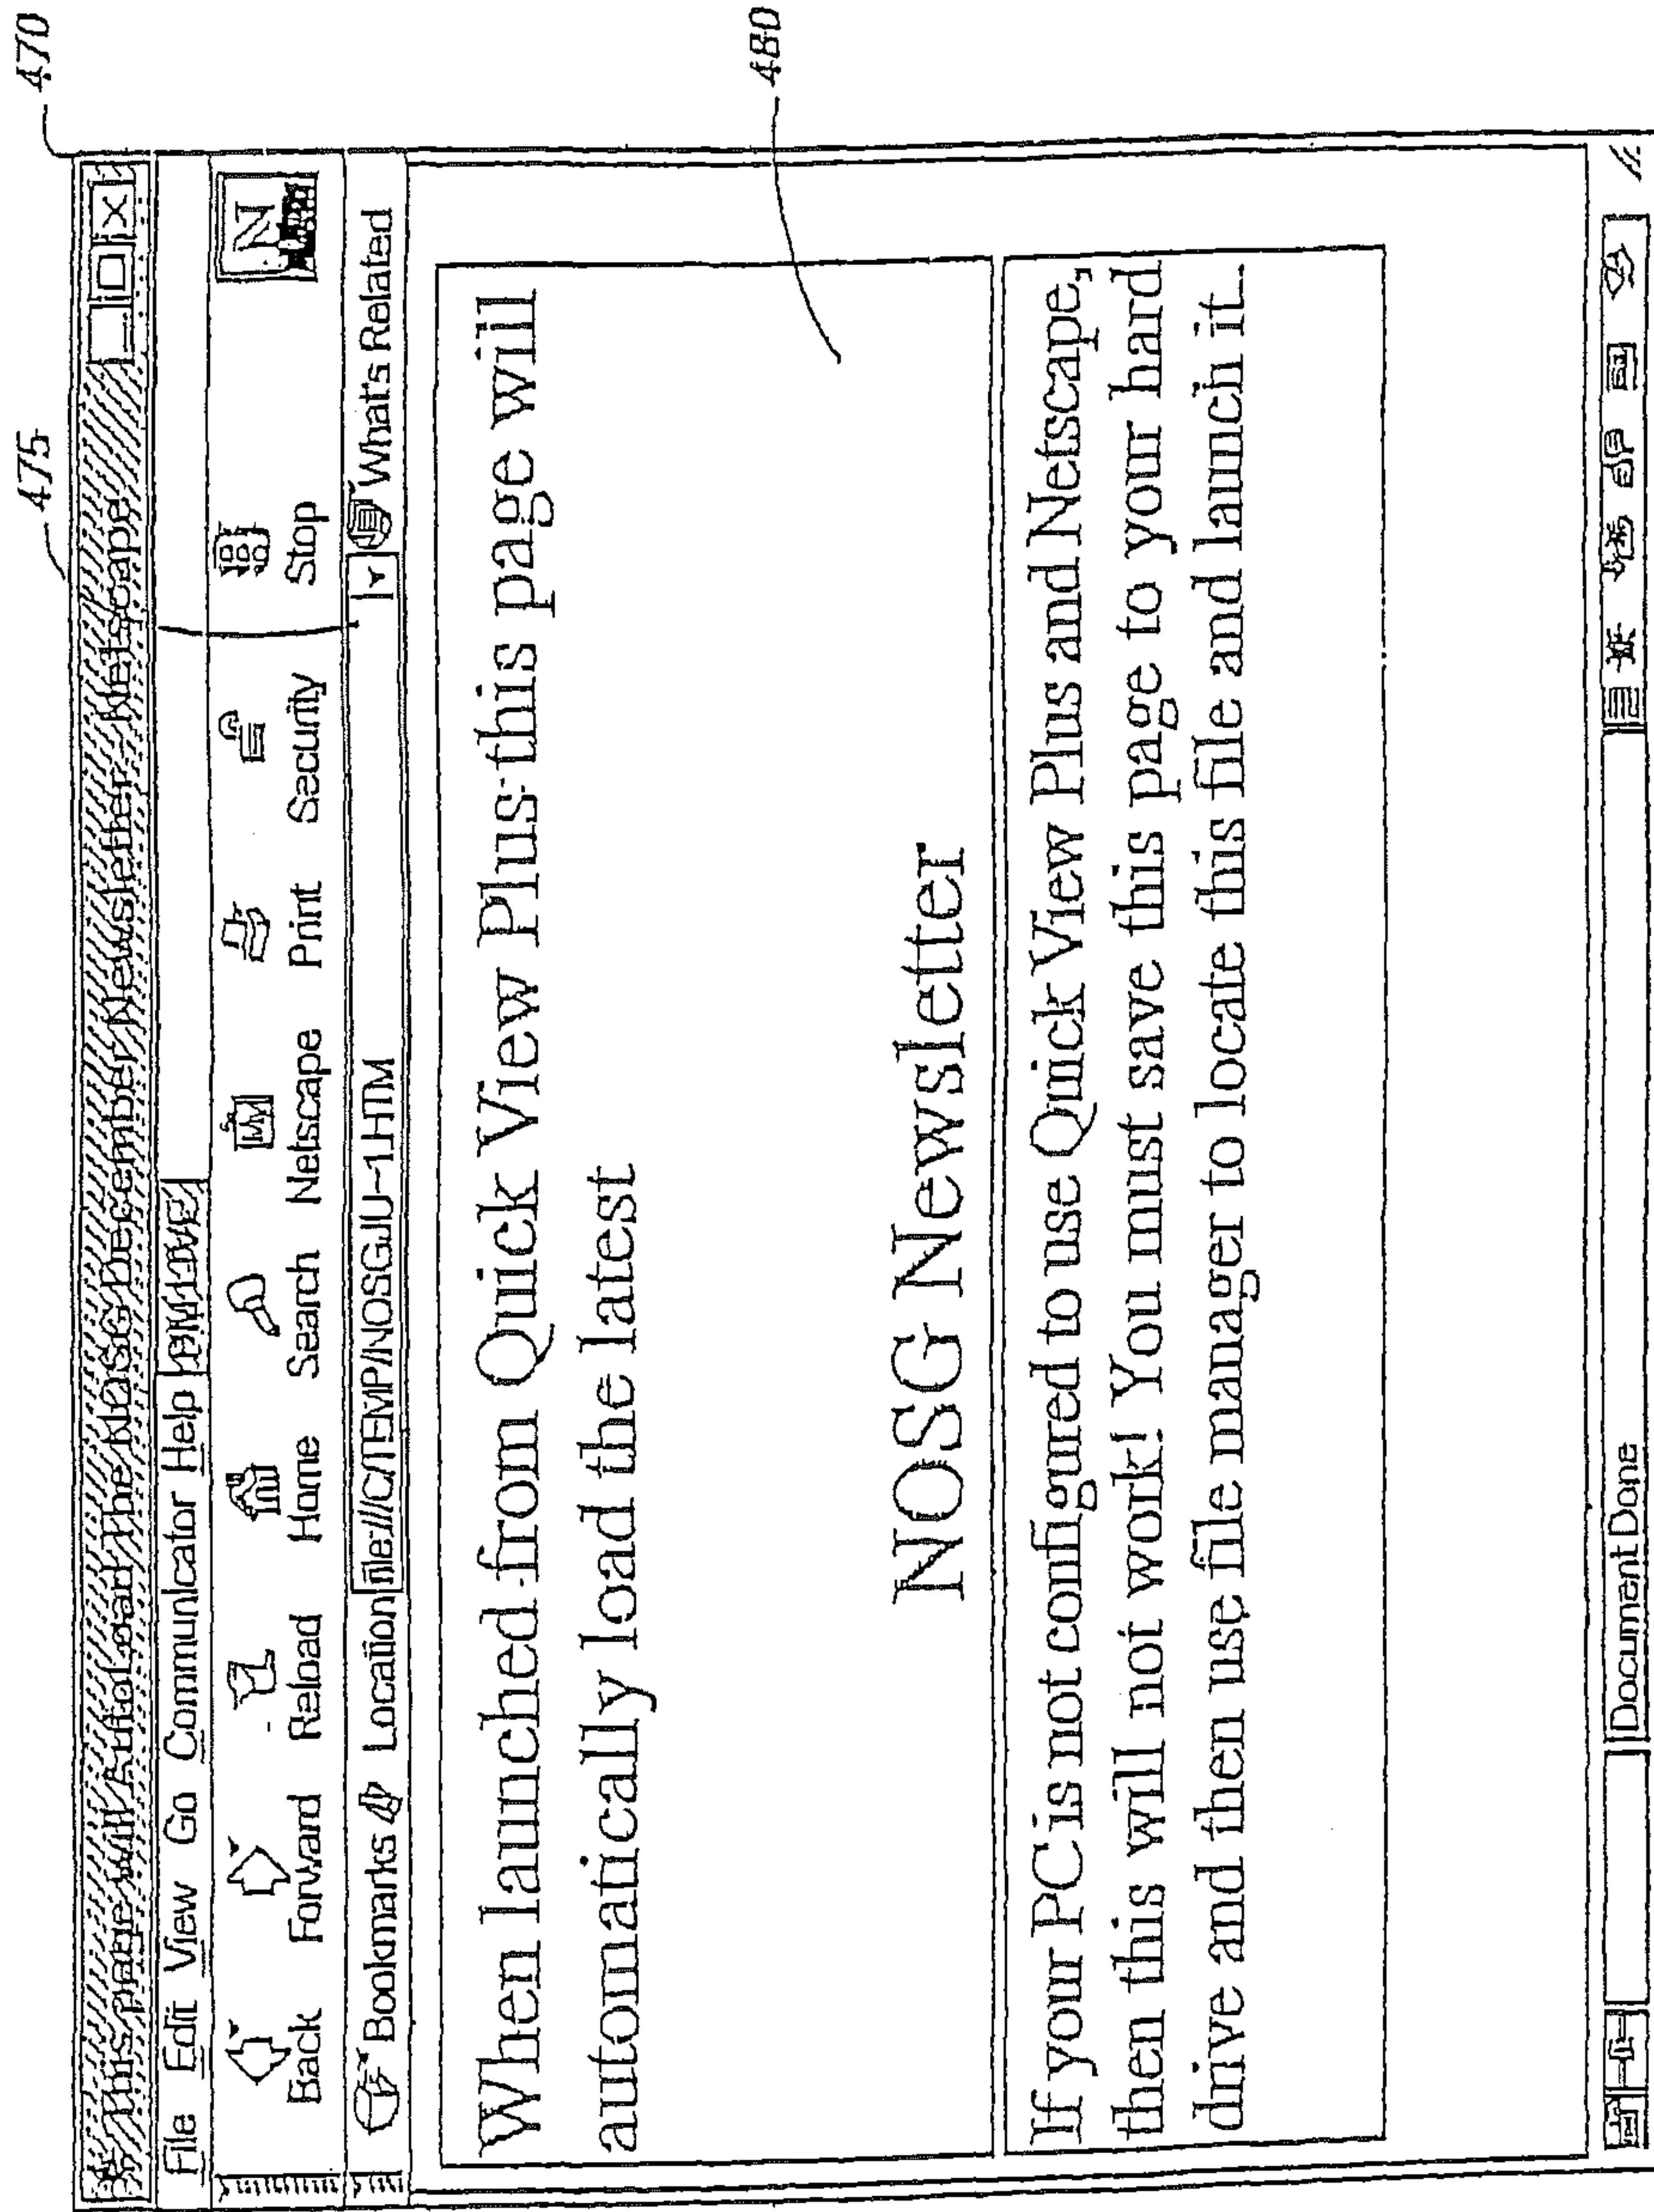 470
475
This page will AutoLoad the NOSG December Newsletter - Netscape
File Edit View Go Communicator Help
Back Forward Reload Home Search Netscape Print Security Stop
N
Bookmarks Location file:///C/TEMP/NOSGJU~1.HTM What's Related
When launched from Quick View Plus this page will
automatically load the latest
480
NOSG Newsletter
If your PC is not configured to use Quick View Plus and Netscape,
then this will not work! You must save this page to your hard
drive and then use file manager to locate this file and launch it.
Document Done